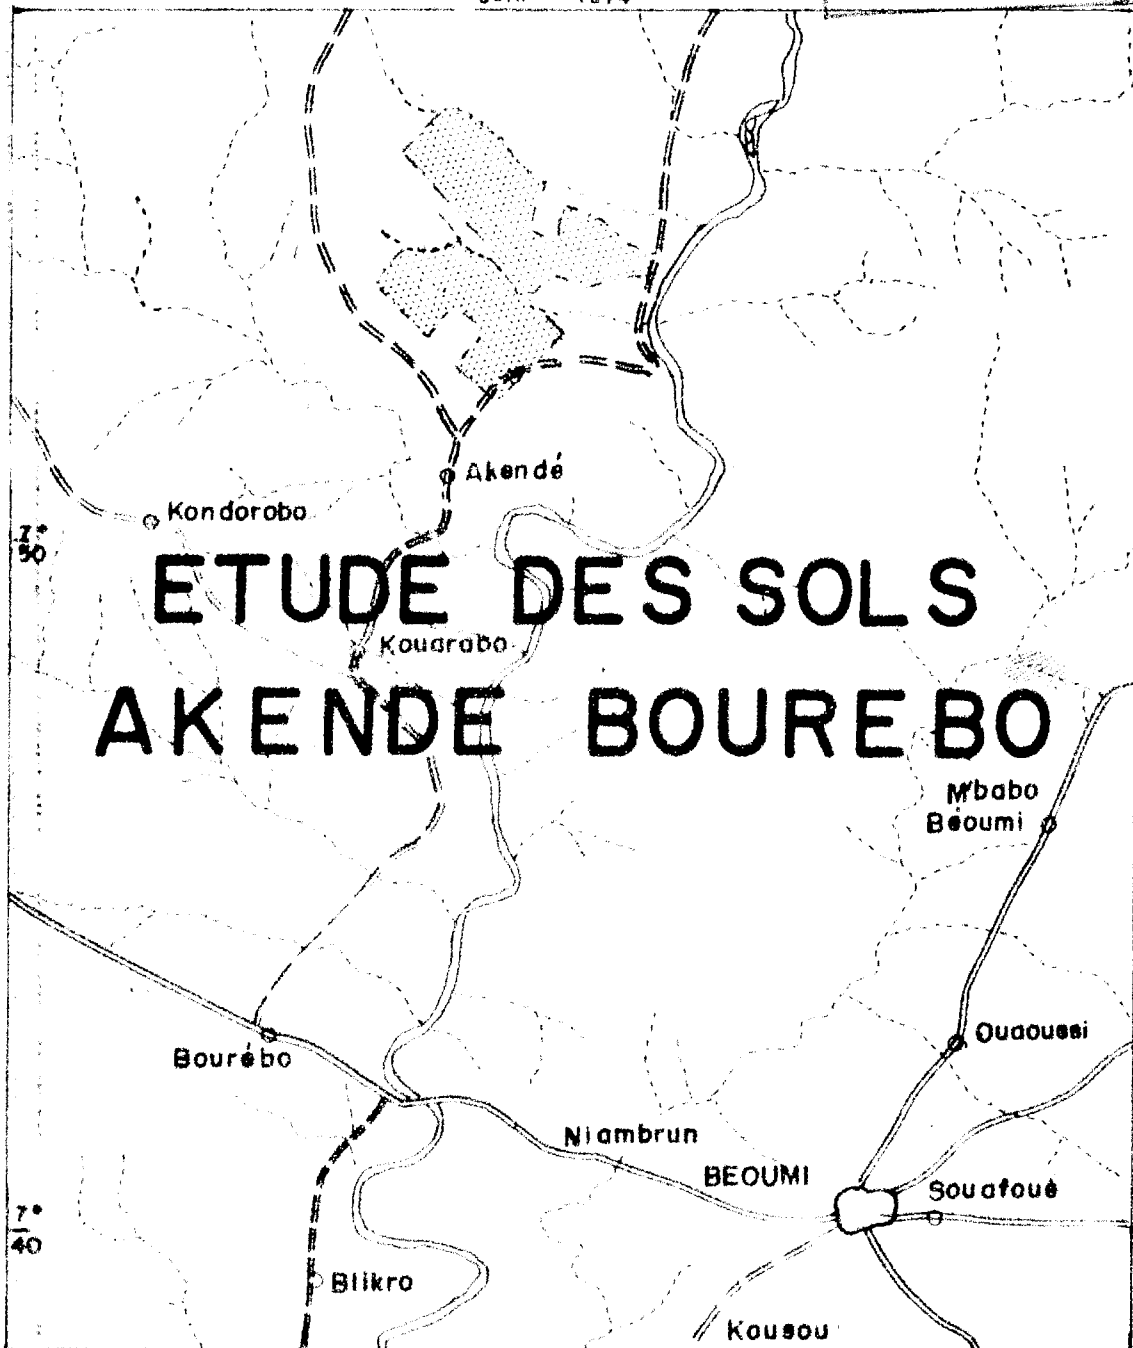 Akendé
Kondorobo
7°
50
ETUDE DES SOLS
Kouarabo
AKENDE BOUREBO
M'babo
Béoumi
Ouaoussi
Bourébo
Niambrun
BEOUMI
Souafoué
7°
40
Blikro
Kousou